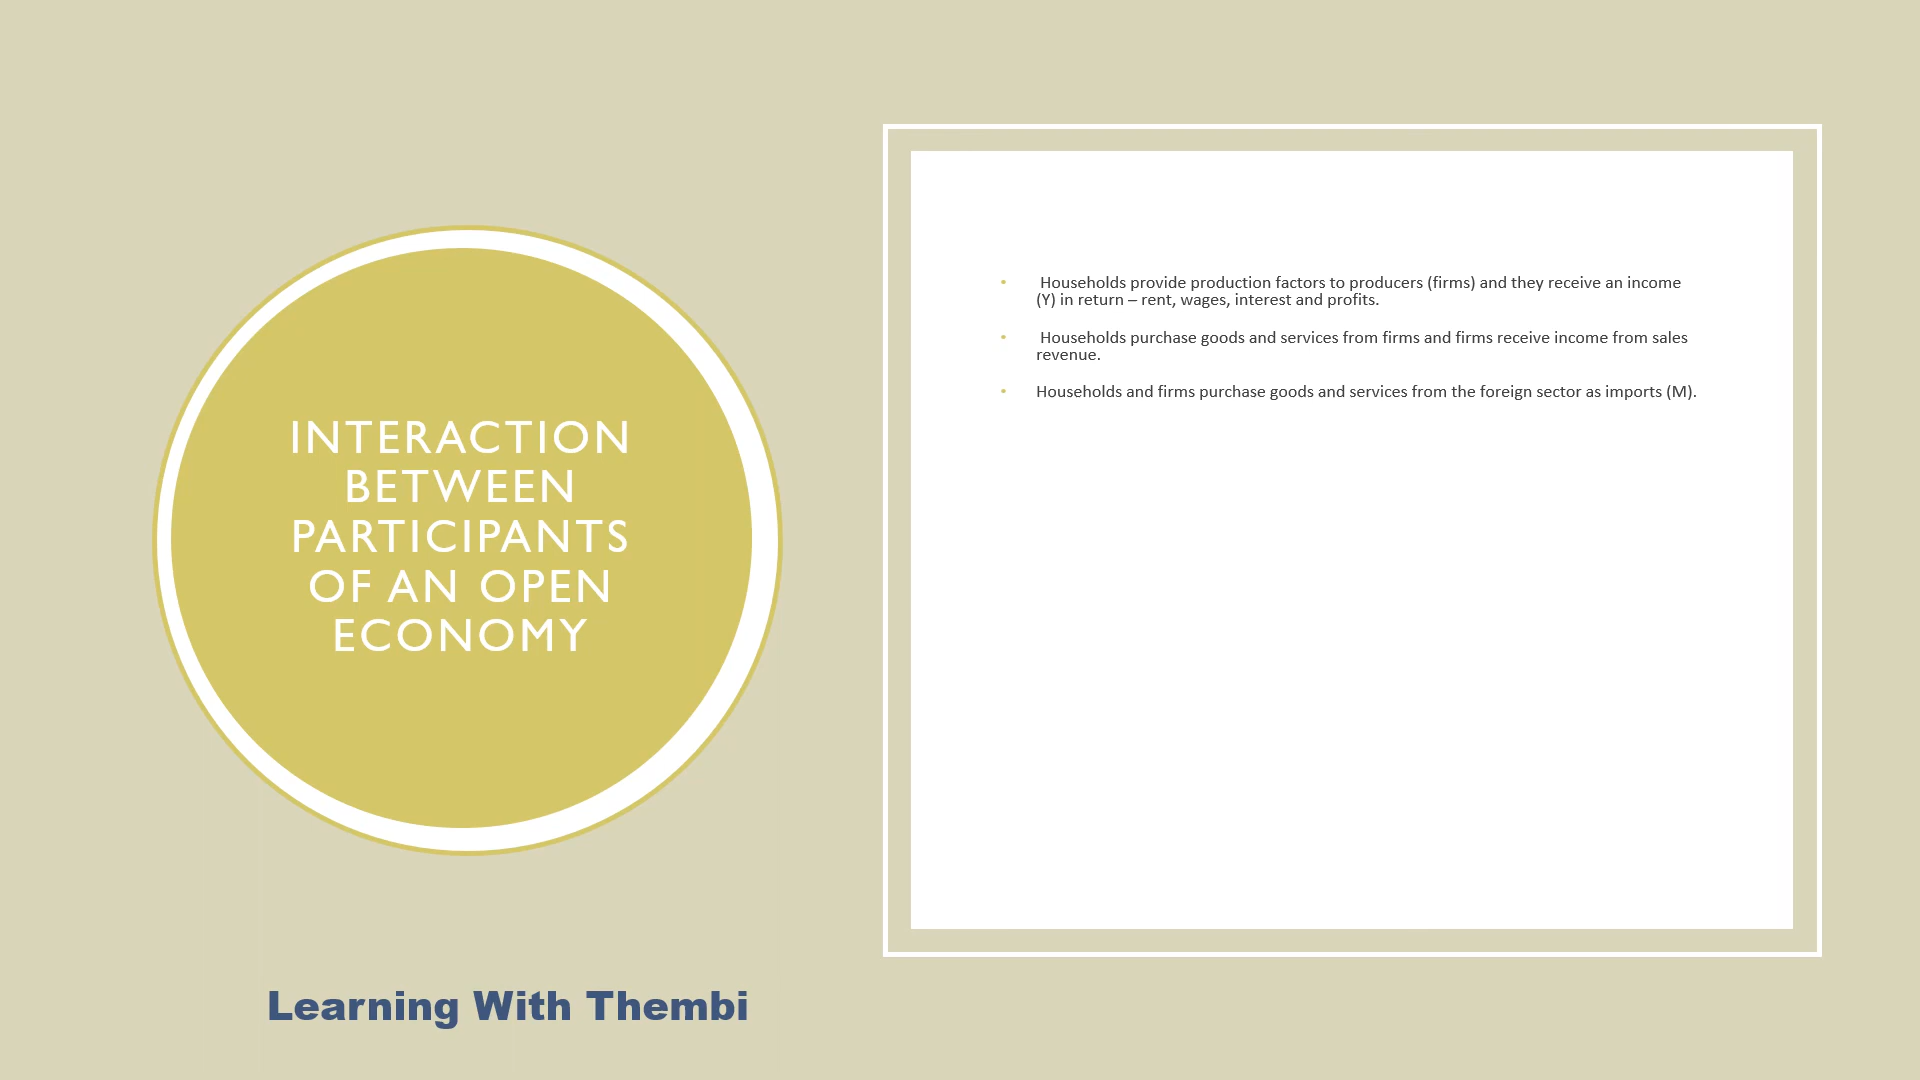 INTERACTION
BETWEEN
PARTICIPANTS
OF AN OPEN
ECONOMY
• Households provide production factors to producers (firms) and they receive an income
(Y) in return – rent, wages, interest and profits.
• Households purchase goods and services from firms and firms receive income from sales
revenue.
• Households and firms purchase goods and services from the foreign sector as imports (M).
Learning With Thembi